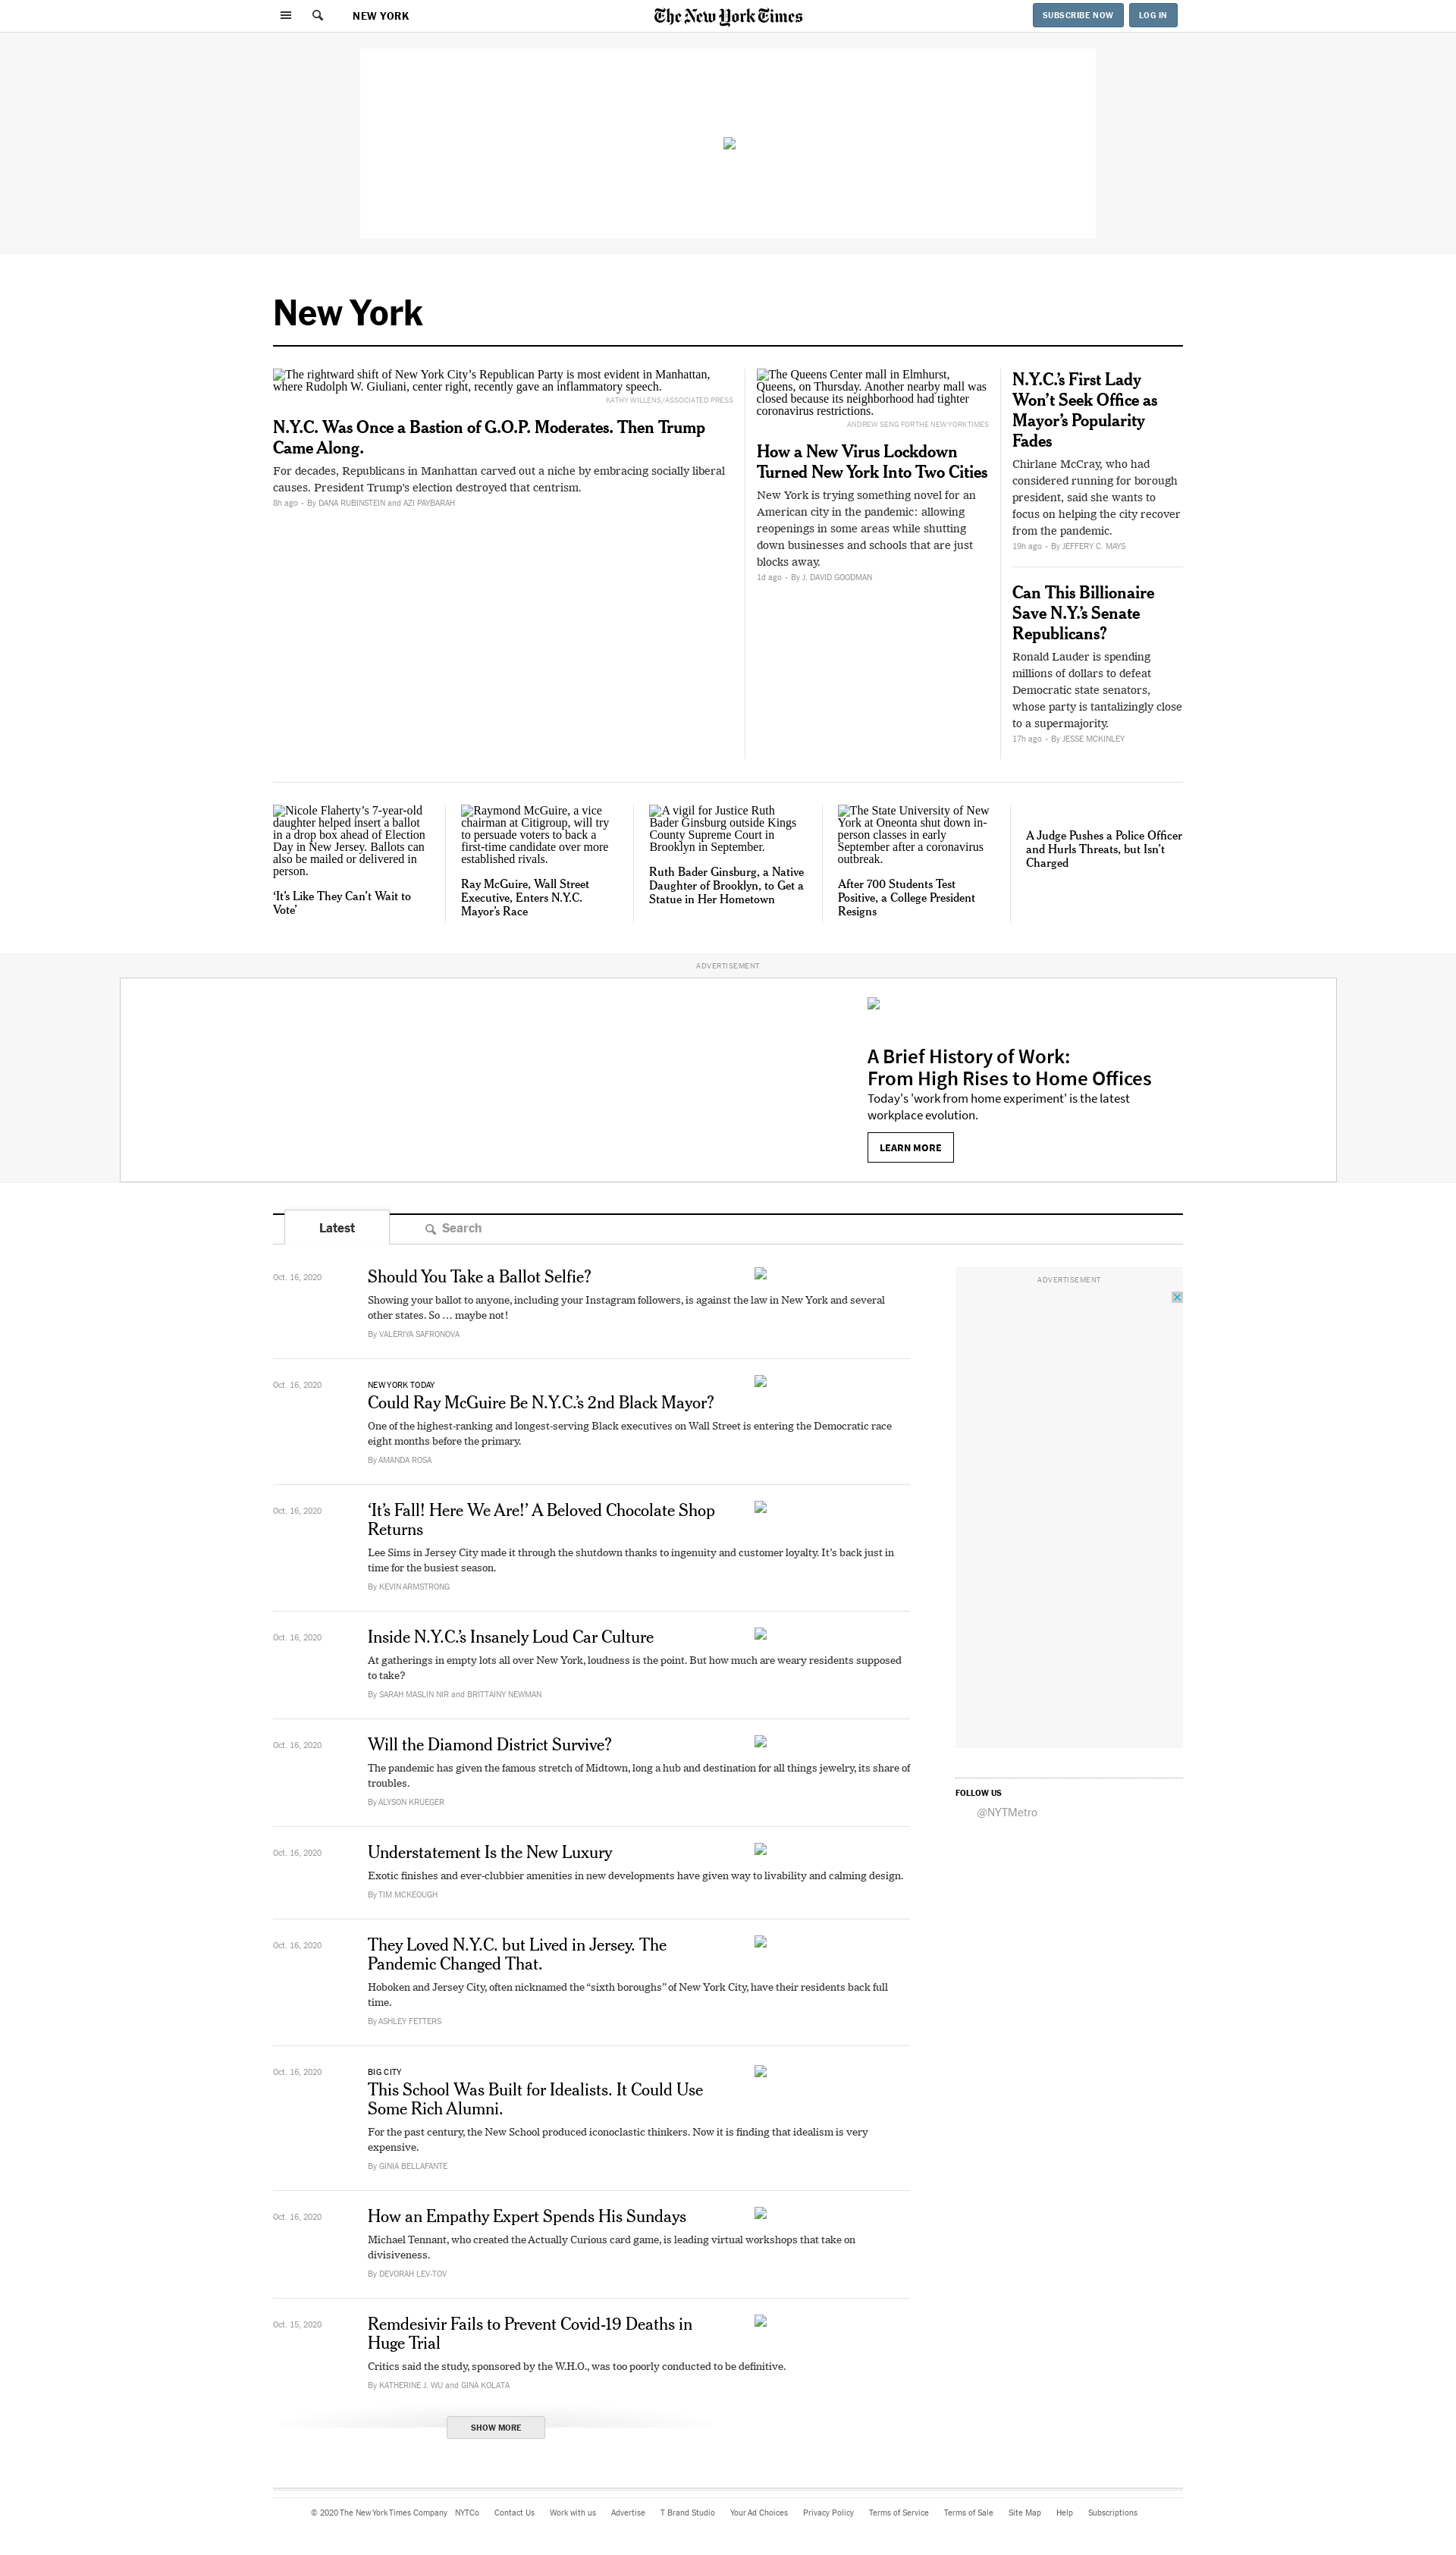 NEW YORK
The New York Times
SUBSCRIBE NOW
LOG IN
New York
The rightward shift of New York City’s Republican Party is most evident in Manhattan,
where Rudolph W. Giuliani, center right, recently gave an inflammatory speech.
KATHY WILLENS/ASSOCIATED PRESS
N.Y.C. Was Once a Bastion of G.O.P. Moderates. Then Trump
Came Along.
For decades, Republicans in Manhattan carved out a niche by embracing socially liberal
causes. President Trump’s election destroyed that centrism.
8h ago • By DANA RUBINSTEIN and AZI PAYBARAH
The Queens Center mall in Elmhurst,
Queens, on Thursday. Another nearby mall was
closed because its neighborhood had tighter
coronavirus restrictions.
ANDREW SENG FOR THE NEW YORK TIMES
How a New Virus Lockdown
Turned New York Into Two Cities
New York is trying something novel for an
American city in the pandemic: allowing
reopenings in some areas while shutting
down businesses and schools that are just
blocks away.
1d ago • By J. DAVID GOODMAN
N.Y.C.’s First Lady
Won’t Seek Office as
Mayor’s Popularity
Fades
Chirlane McCray, who had
considered running for borough
president, said she wants to
focus on helping the city recover
from the pandemic.
19h ago • By JEFFERY C. MAYS
Can This Billionaire
Save N.Y.’s Senate
Republicans?
Ronald Lauder is spending
millions of dollars to defeat
Democratic state senators,
whose party is tantalizingly close
to a supermajority.
17h ago • By JESSE MCKINLEY
Nicole Flaherty’s 7-year-old
daughter helped insert a ballot
in a drop box ahead of Election
Day in New Jersey. Ballots can
also be mailed or delivered in
person.
‘It’s Like They Can’t Wait to
Vote’
Raymond McGuire, a vice
chairman at Citigroup, will try
to persuade voters to back a
first-time candidate over more
established rivals.
Ray McGuire, Wall Street
Executive, Enters N.Y.C.
Mayor’s Race
A vigil for Justice Ruth
Bader Ginsburg outside Kings
County Supreme Court in
Brooklyn in September.
Ruth Bader Ginsburg, a Native
Daughter of Brooklyn, to Get a
Statue in Her Hometown
The State University of New
York at Oneonta shut down in-
person classes in early
September after a coronavirus
outbreak.
After 700 Students Test
Positive, a College President
Resigns
A Judge Pushes a Police Officer
and Hurls Threats, but Isn’t
Charged
ADVERTISEMENT
A Brief History of Work:
From High Rises to Home Offices
Today's 'work from home experiment' is the latest
workplace evolution.
LEARN MORE
Latest
Search
Oct. 16, 2020
Should You Take a Ballot Selfie?
Showing your ballot to anyone, including your Instagram followers, is against the law in New York and several
other states. So … maybe not!
By VALERIYA SAFRONOVA
ADVERTISEMENT
Oct. 16, 2020
NEW YORK TODAY
Could Ray McGuire Be N.Y.C.’s 2nd Black Mayor?
One of the highest-ranking and longest-serving Black executives on Wall Street is entering the Democratic race
eight months before the primary.
By AMANDA ROSA
Oct. 16, 2020
‘It’s Fall! Here We Are!’ A Beloved Chocolate Shop
Returns
Lee Sims in Jersey City made it through the shutdown thanks to ingenuity and customer loyalty. It’s back just in
time for the busiest season.
By KEVIN ARMSTRONG
Oct. 16, 2020
Inside N.Y.C.’s Insanely Loud Car Culture
At gatherings in empty lots all over New York, loudness is the point. But how much are weary residents supposed
to take?
By SARAH MASLIN NIR and BRITTAINY NEWMAN
Oct. 16, 2020
Will the Diamond District Survive?
The pandemic has given the famous stretch of Midtown, long a hub and destination for all things jewelry, its share of
troubles.
By ALYSON KRUEGER
FOLLOW US
@NYTMetro
Oct. 16, 2020
Understatement Is the New Luxury
Exotic finishes and ever-clubbier amenities in new developments have given way to livability and calming design.
By TIM MCKEOUGH
Oct. 16, 2020
They Loved N.Y.C. but Lived in Jersey. The
Pandemic Changed That.
Hoboken and Jersey City, often nicknamed the “sixth boroughs” of New York City, have their residents back full
time.
By ASHLEY FETTERS
Oct. 16, 2020
BIG CITY
This School Was Built for Idealists. It Could Use
Some Rich Alumni.
For the past century, the New School produced iconoclastic thinkers. Now it is finding that idealism is very
expensive.
By GINIA BELLAFANTE
Oct. 16, 2020
How an Empathy Expert Spends His Sundays
Michael Tennant, who created the Actually Curious card game, is leading virtual workshops that take on
divisiveness.
By DEVORAH LEV-TOV
Oct. 15, 2020
Remdesivir Fails to Prevent Covid-19 Deaths in
Huge Trial
Critics said the study, sponsored by the W.H.O., was too poorly conducted to be definitive.
By KATHERINE J. WU and GINA KOLATA
SHOW MORE
© 2020 The New York Times Company NYTCo Contact Us Work with us Advertise T Brand Studio Your Ad Choices Privacy Policy Terms of Service Terms of Sale Site Map Help Subscriptions